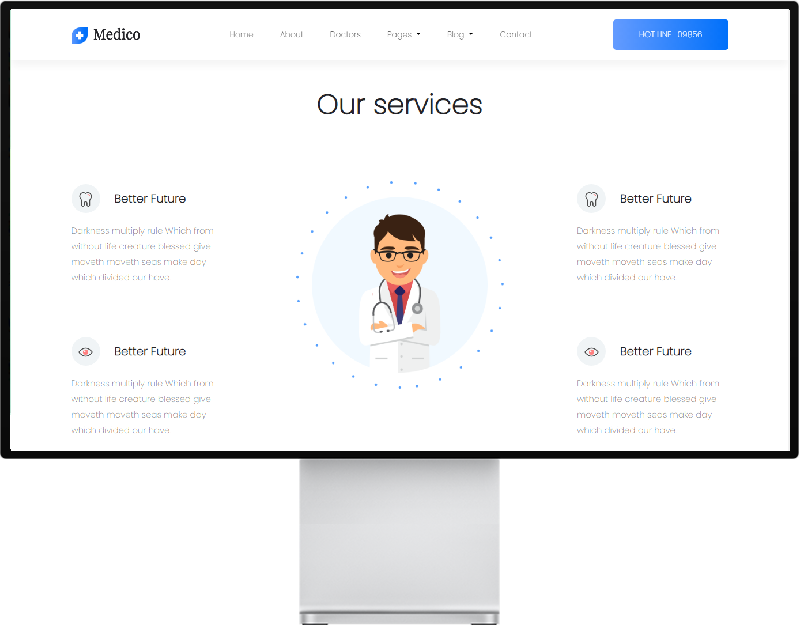 Medico
Home About Doctors Pages Blog Contact
HOT LINE- 09856
Our services
Better Future
Darkness multiply rule Which from
without life creature blessed give
moveth moveth seas make day
which divided our have.
Better Future
Darkness multiply rule Which from
without life creature blessed give
moveth moveth seas make day
which divided our have.
Better Future
Darkness multiply rule Which from
without life creature blessed give
moveth moveth seas make day
which divided our have.
Better Future
Darkness multiply rule Which from
without life creature blessed give
moveth moveth seas make day
which divided our have.